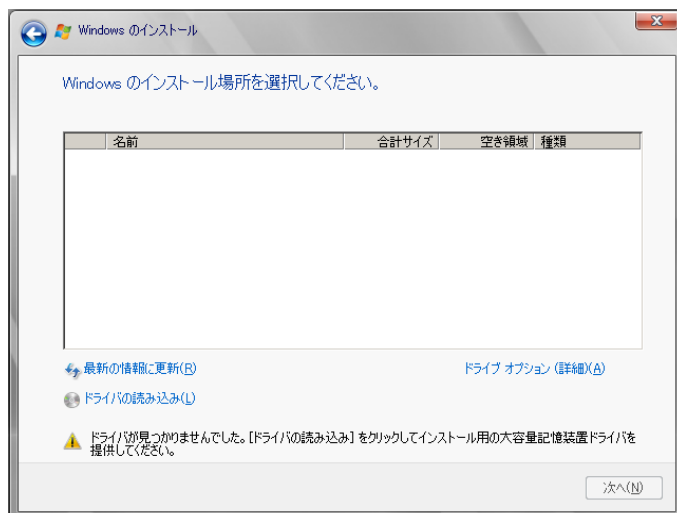 Windows のインストール
Windows のインストール場所を選択してください。
名前 合計サイズ 空き領域 種類
最新の情報に更新(R) ドライブ オプション (詳細)(A)
ドライバの読み込み(L)
ドライバが見つかりませんでした。[ドライバの読み込み] をクリックしてインストール用の大容量記憶装置ドライバを
提供してください。
次へ(N)